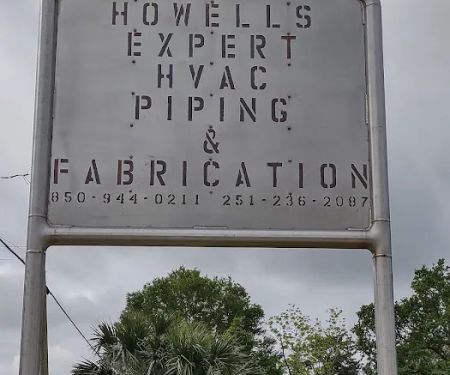 HOWELLS
EXPERT
HVAC
PIPING
&
FABRICATION
850-944-0211 251-236-2087